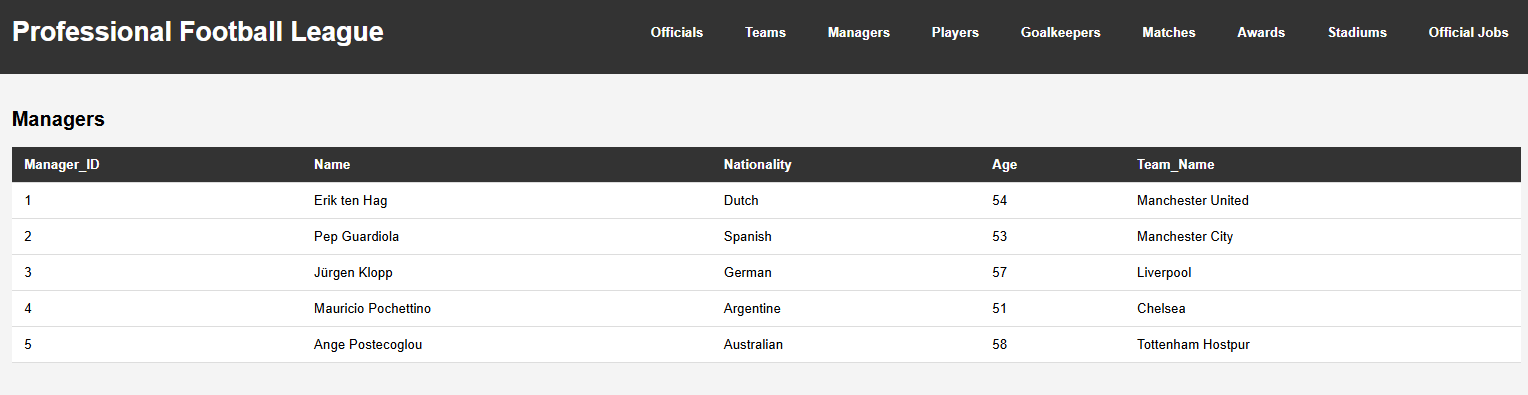 Professional Football League Officials Teams Managers Players Goalkeepers Matches Awards Stadiums Official Jobs
Managers
Manager_ID Name Nationality Age Team_Name
1 Erik ten Hag Dutch 54 Manchester United
2 Pep Guardiola Spanish 53 Manchester City
3 Jürgen Klopp German 57 Liverpool
4 Mauricio Pochettino Argentine 51 Chelsea
5 Ange Postecoglou Australian 58 Tottenham Hostpur